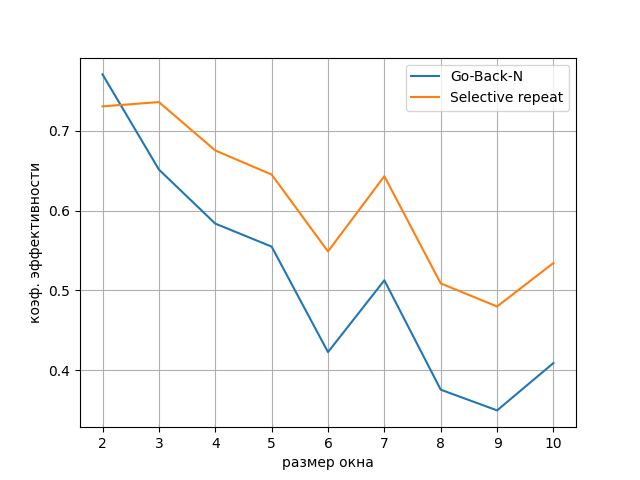 Go-Back-N
Selective repeat
коэф. эффективности
0.7
0.6
0.5
0.4
2 3 4 5 6 7 8 9 10
размер окна